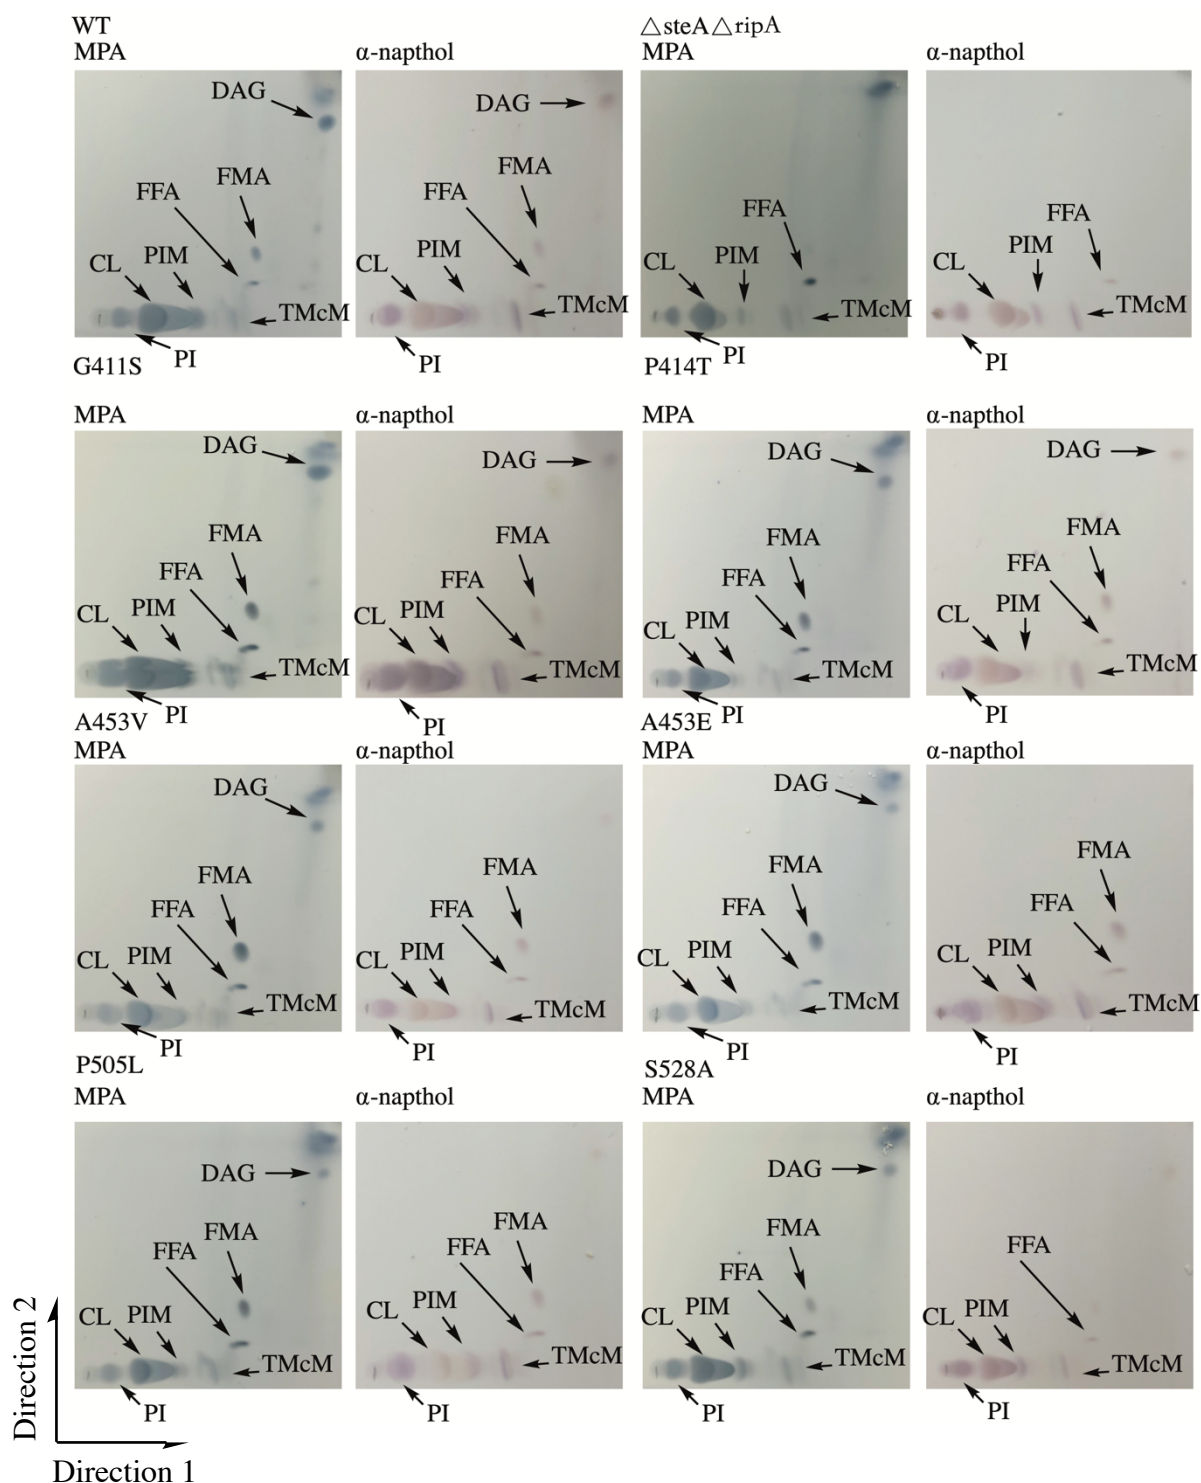 WT
△steA△ripA
MPA
α-napthol
MPA
α-napthol
DAG
DAG
FMA
FMA
FFA
FFA
FFA
FFA
PIM
PIM
PIM
PIM
CL
CL
CL
CL
TMcM
TMcM
TMcM
TMcM
PI
PI
PI
PI
G411S
P414T
MPA
α-napthol
MPA
α-napthol
DAG
DAG
DAG
DAG
FMA
FMA
FMA
FMA
FFA
FFA
FFA
FFA
CL
PIM
CL
PIM
CL
PIM
CL
PIM
TMcM
TMcM
TMcM
TMcM
PI
PI
PI
PI
A453V
A453E
MPA
α-napthol
MPA
α-napthol
DAG
DAG
FMA
FMA
FMA
FMA
FFA
FFA
FFA
FFA
CL
PIM
CL
PIM
CL
PIM
CL
PIM
TMcM
TMcM
TMcM
TMcM
PI
PI
PI
PI
P505L
S528A
MPA
α-napthol
MPA
α-napthol
DAG
DAG
FMA
FMA
FMA
FFA
FFA
FFA
FFA
CL
PIM
CL
PIM
CL
PIM
CL
PIM
TMcM
TMcM
TMcM
TMcM
PI
PI
PI
PI
Direction 2
Direction 1